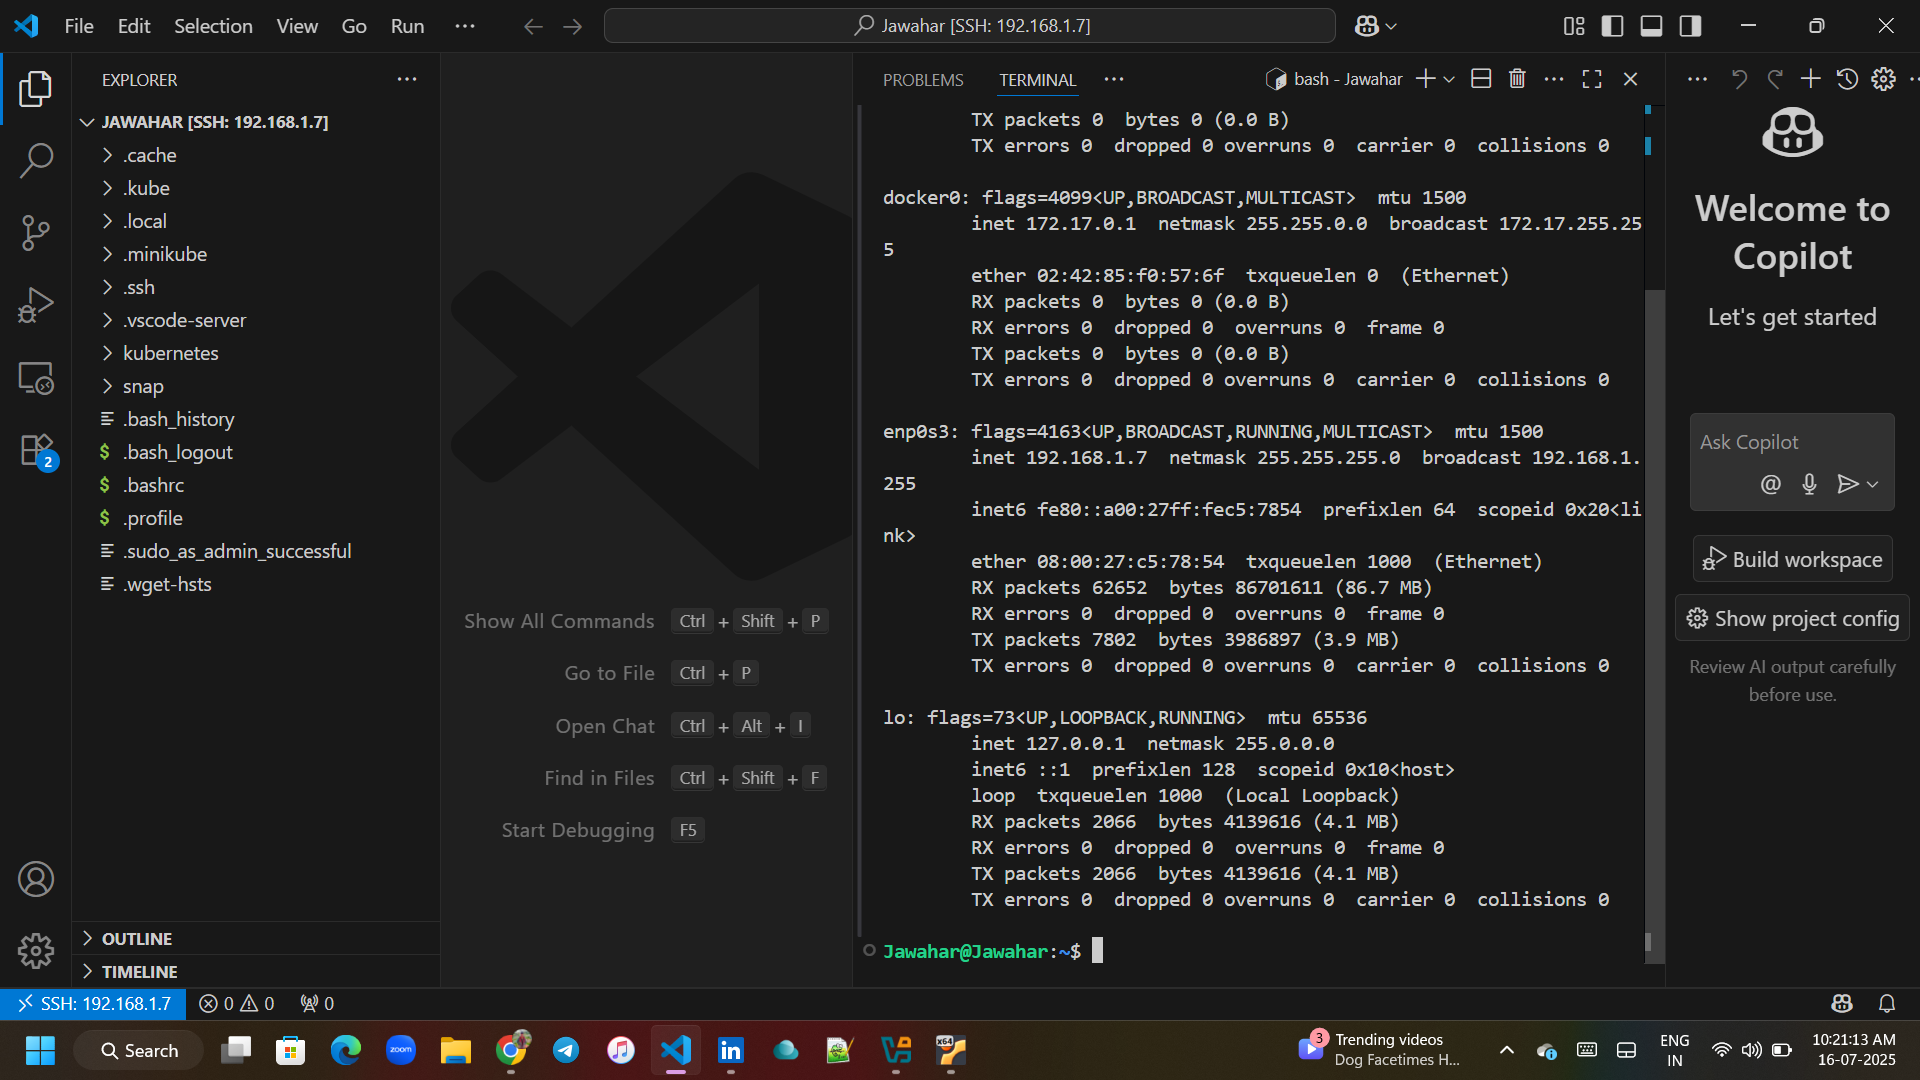 File Edit Selection View Go Run ···
Jawahar [SSH: 192.168.1.7]
EXPLORER
JAWAHAR [SSH: 192.168.1.7]
.cache
.kube
.local
.minikube
.ssh
.vscode-server
kubernetes
snap
.bash_history
$ .bash_logout
$ .bashrc
$ .profile
.sudo_as_admin_successful
.wget-hsts
OUTLINE
TIMELINE
2
Show All Commands Ctrl + Shift + P
Go to File Ctrl + P
Open Chat Ctrl + Alt + I
Find in Files Ctrl + Shift + F
Start Debugging F5
PROBLEMS TERMINAL ··· bash - Jawahar
TX packets 0  bytes 0 (0.0 B)
TX errors 0  dropped 0 overruns 0  carrier 0  collisions 0
docker0: flags=4099<UP,BROADCAST,MULTICAST>  mtu 1500
inet 172.17.0.1  netmask 255.255.0.0  broadcast 172.17.255.25
5
ether 02:42:85:f0:57:6f  txqueuelen 0  (Ethernet)
RX packets 0  bytes 0 (0.0 B)
RX errors 0  dropped 0  overruns 0  frame 0
TX packets 0  bytes 0 (0.0 B)
TX errors 0  dropped 0 overruns 0  carrier 0  collisions 0
enp0s3: flags=4163<UP,BROADCAST,RUNNING,MULTICAST>  mtu 1500
inet 192.168.1.7  netmask 255.255.255.0  broadcast 192.168.1.
255
inet6 fe80::a00:27ff:fec5:7854  prefixlen 64  scopeid 0x20<li
nk>
ether 08:00:27:c5:78:54  txqueuelen 1000  (Ethernet)
RX packets 62652  bytes 86701611 (86.7 MB)
RX errors 0  dropped 0  overruns 0  frame 0
TX packets 7802  bytes 3986897 (3.9 MB)
TX errors 0  dropped 0 overruns 0  carrier 0  collisions 0
lo: flags=73<UP,LOOPBACK,RUNNING>  mtu 65536
inet 127.0.0.1  netmask 255.0.0.0
inet6 ::1  prefixlen 128  scopeid 0x10<host>
loop  txqueuelen 1000  (Local Loopback)
RX packets 2066  bytes 4139616 (4.1 MB)
RX errors 0  dropped 0  overruns 0  frame 0
TX packets 2066  bytes 4139616 (4.1 MB)
TX errors 0  dropped 0 overruns 0  carrier 0  collisions 0
Jawahar@Jawahar:~$
Welcome to
Copilot
Let's get started
Ask Copilot
@
Build workspace
Show project config
Review AI output carefully
before use.
SSH: 192.168.1.7 0 0 0
Search
zoom
in
x64
3
Trending videos
Dog Facetimes H...
ENG
IN
10:21:13 AM
16-07-2025